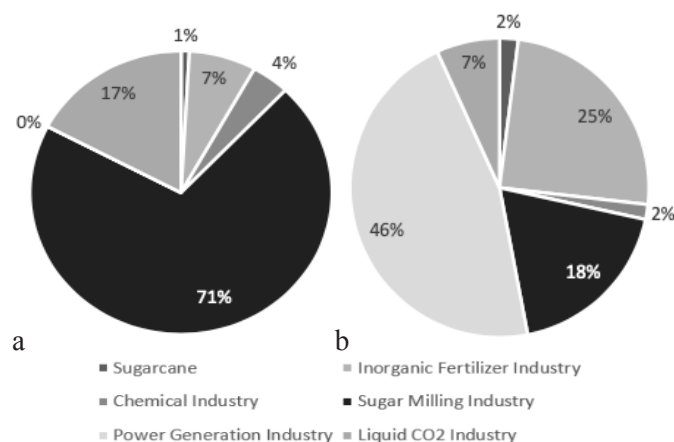 1%
2%
17%
7%
4%
7%
0%
25%
46%
2%
71%
18%
a
b
Sugarcane
Inorganic Fertilizer Industry
Chemical Industry
Sugar Milling Industry
Power Generation Industry
Liquid CO2 Industry